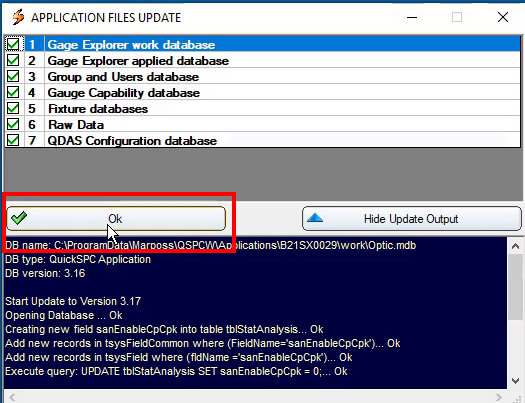 APPLICATION FILES UPDATE
1 Gage Explorer work database
2 Gage Explorer applied database
3 Group and Users database
4 Gauge Capability database
5 Fixture databases
6 Raw Data
7 QDAS Configuration database
Ok
Hide Update Output
DB name: C:\ProgramData\Marposs\QSPCW\Applications\B21SX0029\work\Optic.mdb
DB type: QuickSPC Application
DB version: 3.16
Start Update to Version 3.17
Opening Database ... Ok
Creating new field sanEnableCpCpk into table tblStatAnalysis... Ok
Add new records in tsysFieldCommon where (FieldName='sanEnableCpCpk')... Ok
Add new records in tsysField where (fldName ='sanEnableCpCpk')... Ok
Execute query: UPDATE tblStatAnalysis SET sanEnableCpCpk = 0;... Ok